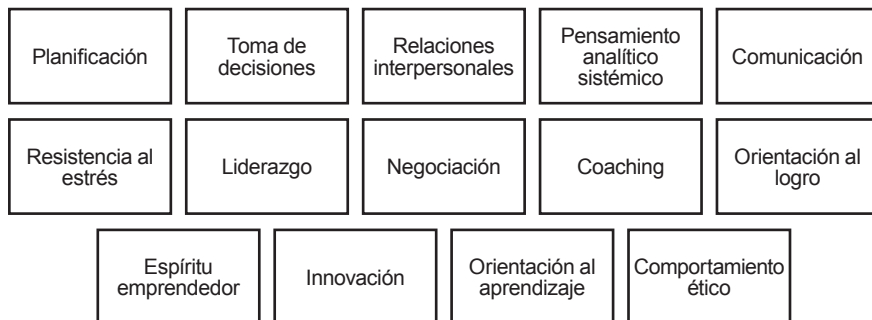 Planificación
Toma de
decisiones
Relaciones
interpersonales
Pensamiento
analítico
sistémico
Comunicación
Resistencia al
estrés
Liderazgo
Negociación
Coaching
Orientación al
logro
Espíritu
emprendedor
Innovación
Orientación al
aprendizaje
Comportamiento
ético